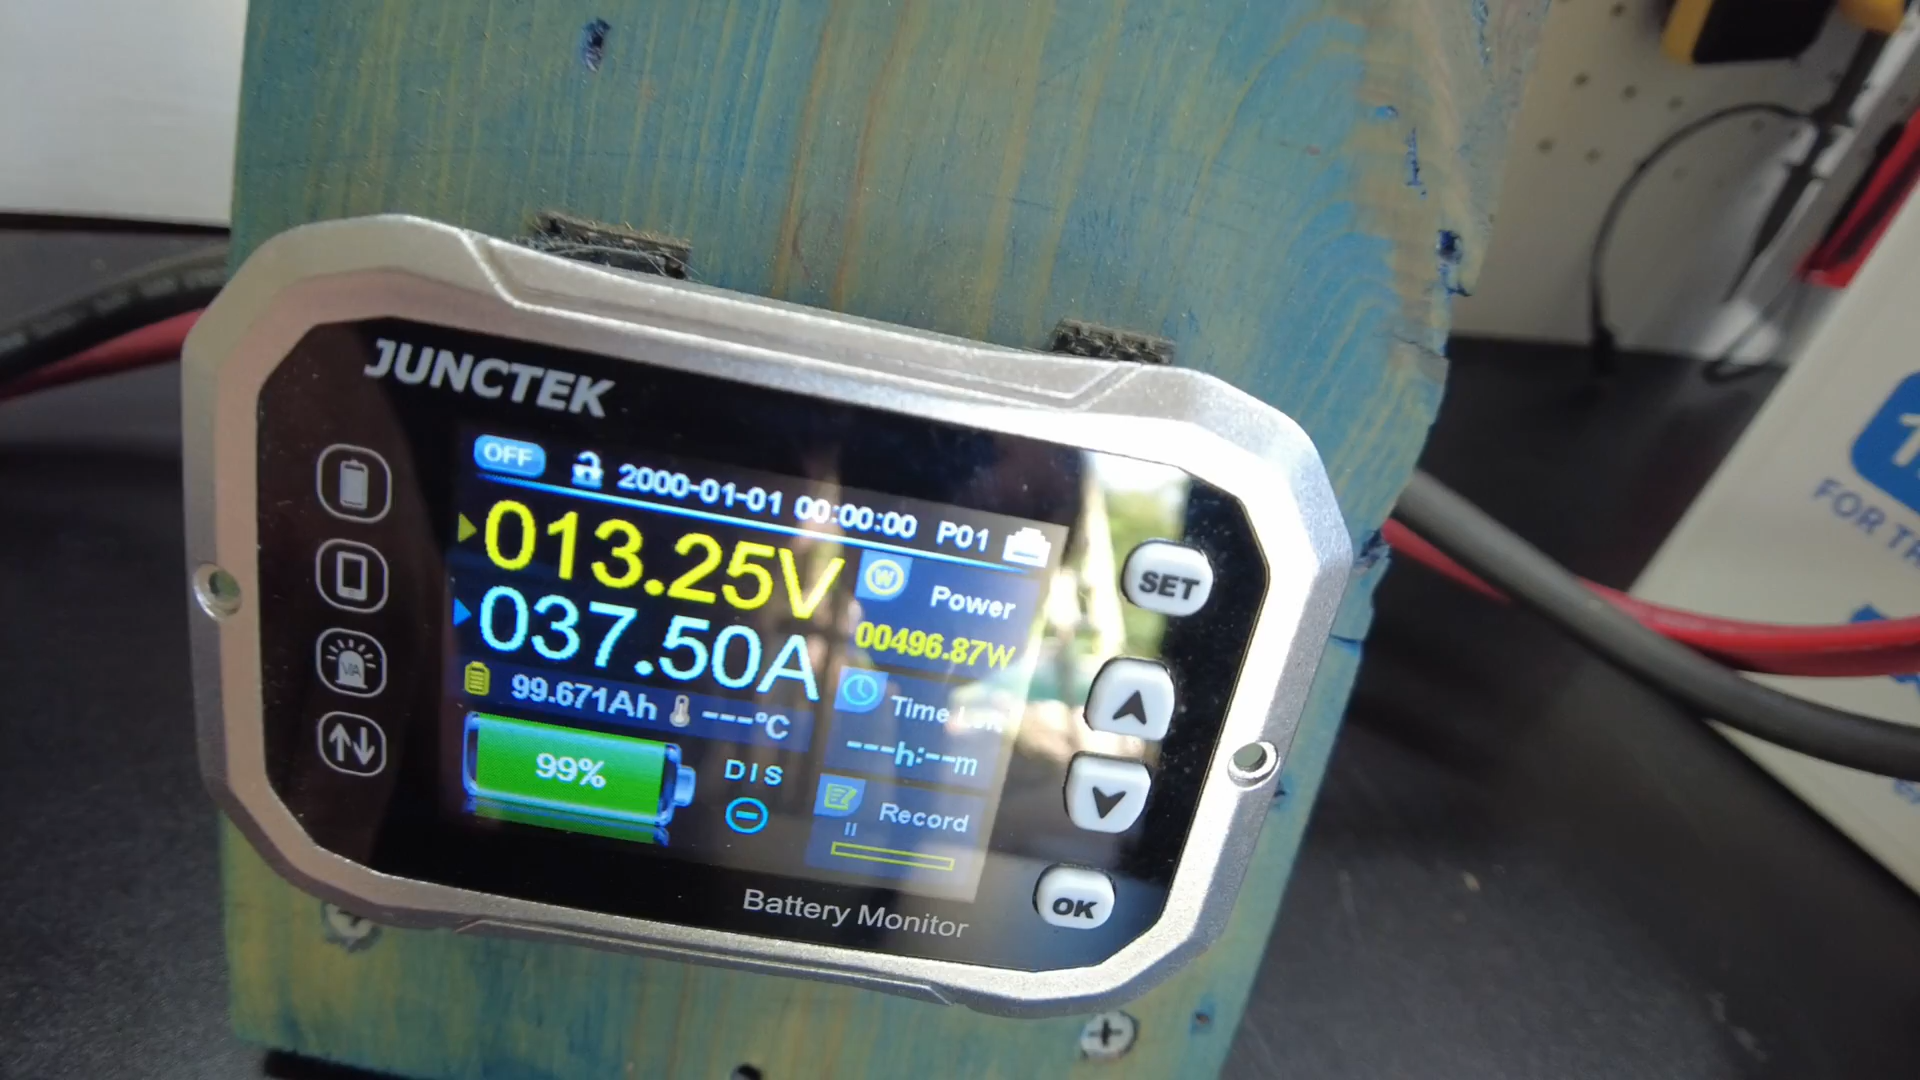 JUNCTEK
OFF 2000-01-01 00:00:00 P01
013.25V
037.50A
99.671Ah ---°C
99%
DIS
Power
00496.87W
Time
---h:--m
Record
Battery Monitor
V/A
SET
OK
FOR